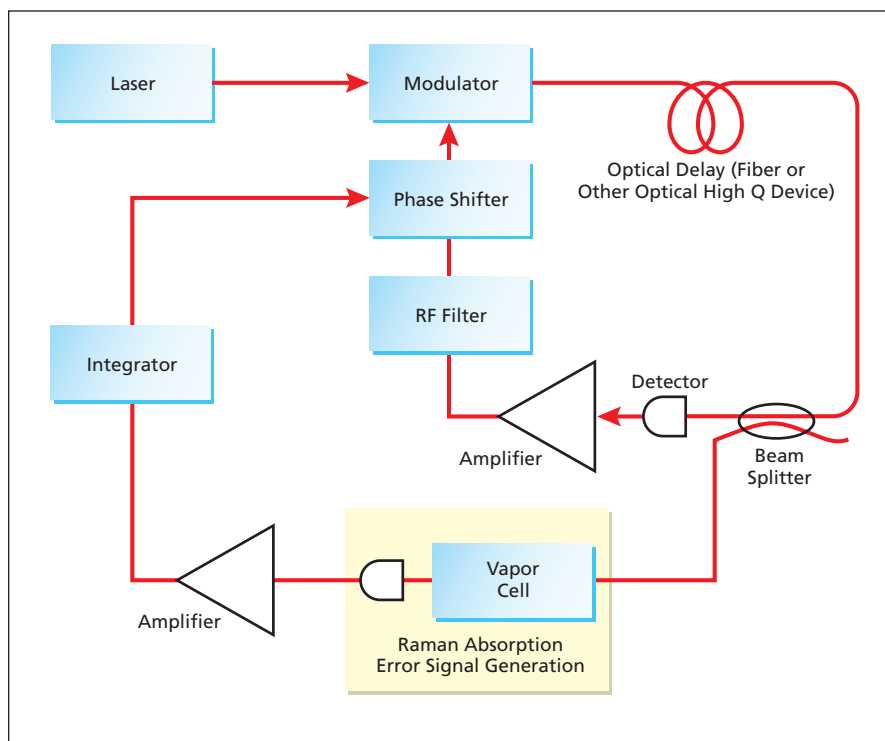 Laser
Modulator
Optical Delay (Fiber or
Other Optical High Q Device)
Phase Shifter
RF Filter
Integrator
Detector
Amplifier
Beam
Splitter
Vapor
Cell
Amplifier
Raman Absorption
Error Signal Generation